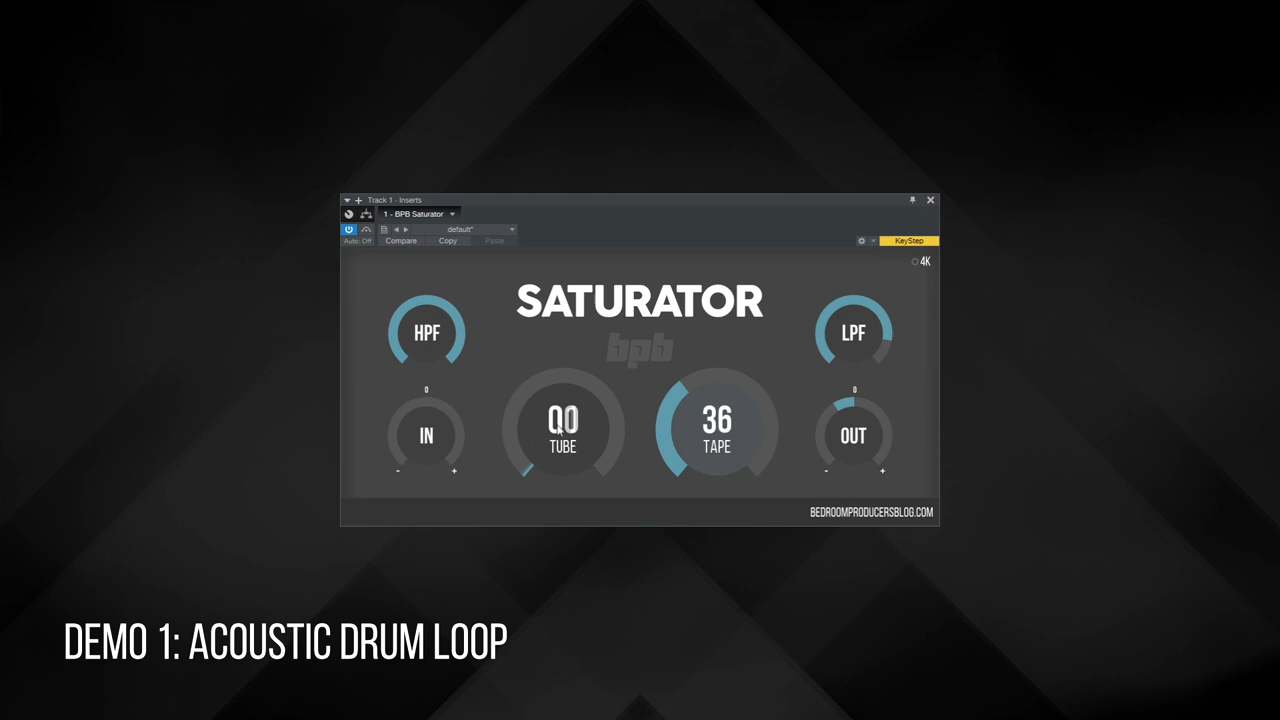 Track 1 - Inserts
1 - BPB Saturator
default*
Auto: Off
Compare
Copy
Paste
KeyStep
4K
SATURATOR
bpb
HPF
LPF
0
0
IN
TUBE
36
TAPE
OUT
- +
- +
BEDROOMPRODUCERSBLOG.COM
DEMO 1: ACOUSTIC DRUM LOOP